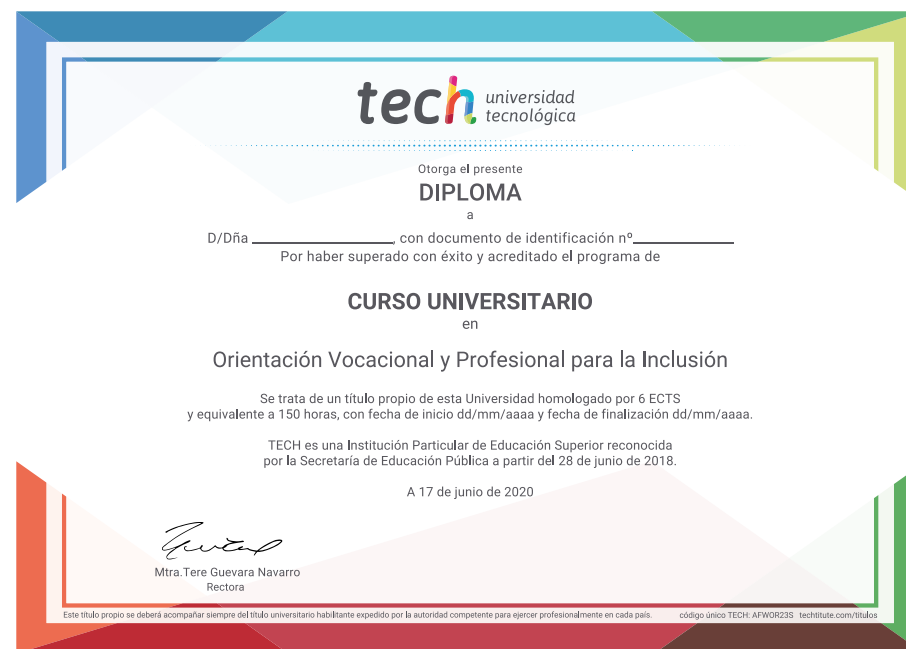 tech universidad
tecnológica
Otorga el presente
DIPLOMA
a
D/Dña ____________________, con documento de identificación nº______________
Por haber superado con éxito y acreditado el programa de
CURSO UNIVERSITARIO
en
Orientación Vocacional y Profesional para la Inclusión
Se trata de un título propio de esta Universidad homologado por 6 ECTS
y equivalente a 150 horas, con fecha de inicio dd/mm/aaaa y fecha de finalización dd/mm/aaaa.
TECH es una Institución Particular de Educación Superior reconocida
por la Secretaría de Educación Pública a partir del 28 de junio de 2018.
A 17 de junio de 2020
Mtra.Tere Guevara Navarro
Rectora
Este título propio se deberá acompañar siempre del título universitario habilitante expedido por la autoridad competente para ejercer profesionalmente en cada país. código único TECH: AFWOR23S techtitute.com/titulos